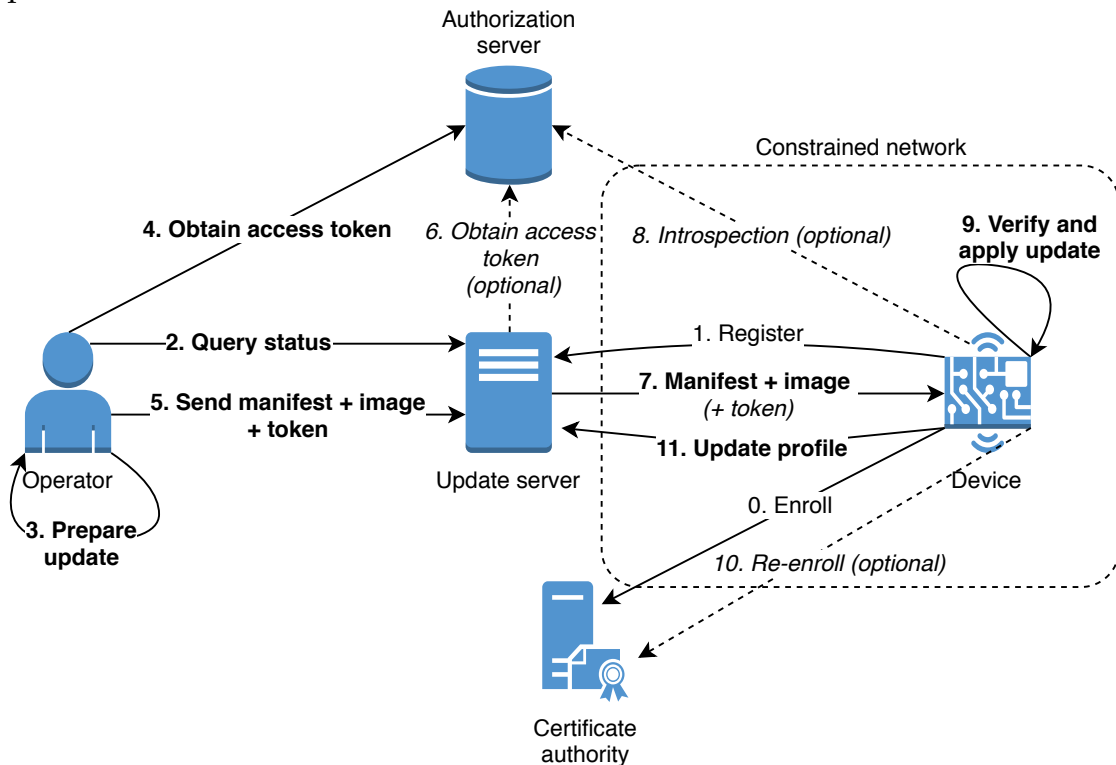 Authorization
server
Constrained network
4. Obtain access token
6. Obtain access
token
(optional)
8. Introspection (optional)
9. Verify and
apply update
2. Query status
1. Register
5. Send manifest + image
+ token
7. Manifest + image
(+ token)
11. Update profile
Operator
Update server
Device
3. Prepare
update
0. Enroll
10. Re-enroll (optional)
Certificate
authority